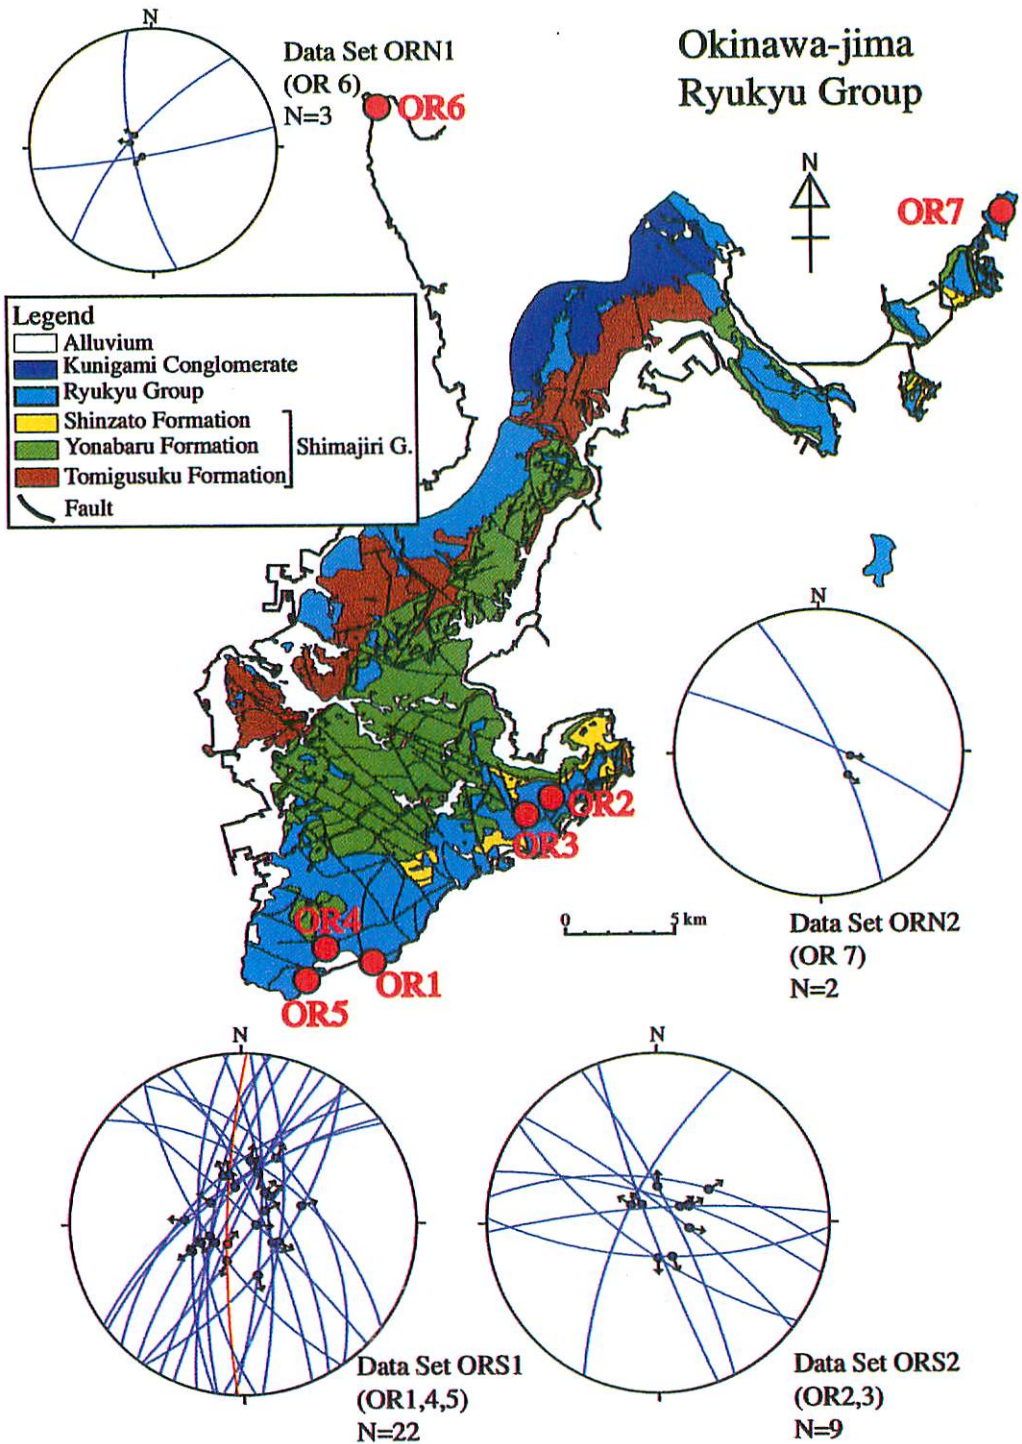 N
Data Set ORN1
(OR 6)
N=3
OR6
Okinawa-jima
Ryukyu Group
N
OR7
Legend
Alluvium
Kunigami Conglomerate
Ryukyu Group
Shinzato Formation
Yonabaru Formation
Shimajiri G.
Tomigusuku Formation
Fault
N
OR2
OR3
OR4
OR1
OR5
0 5 km
Data Set ORN2
(OR 7)
N=2
N
N
Data Set ORS1
(OR1,4,5)
N=22
Data Set ORS2
(OR2,3)
N=9